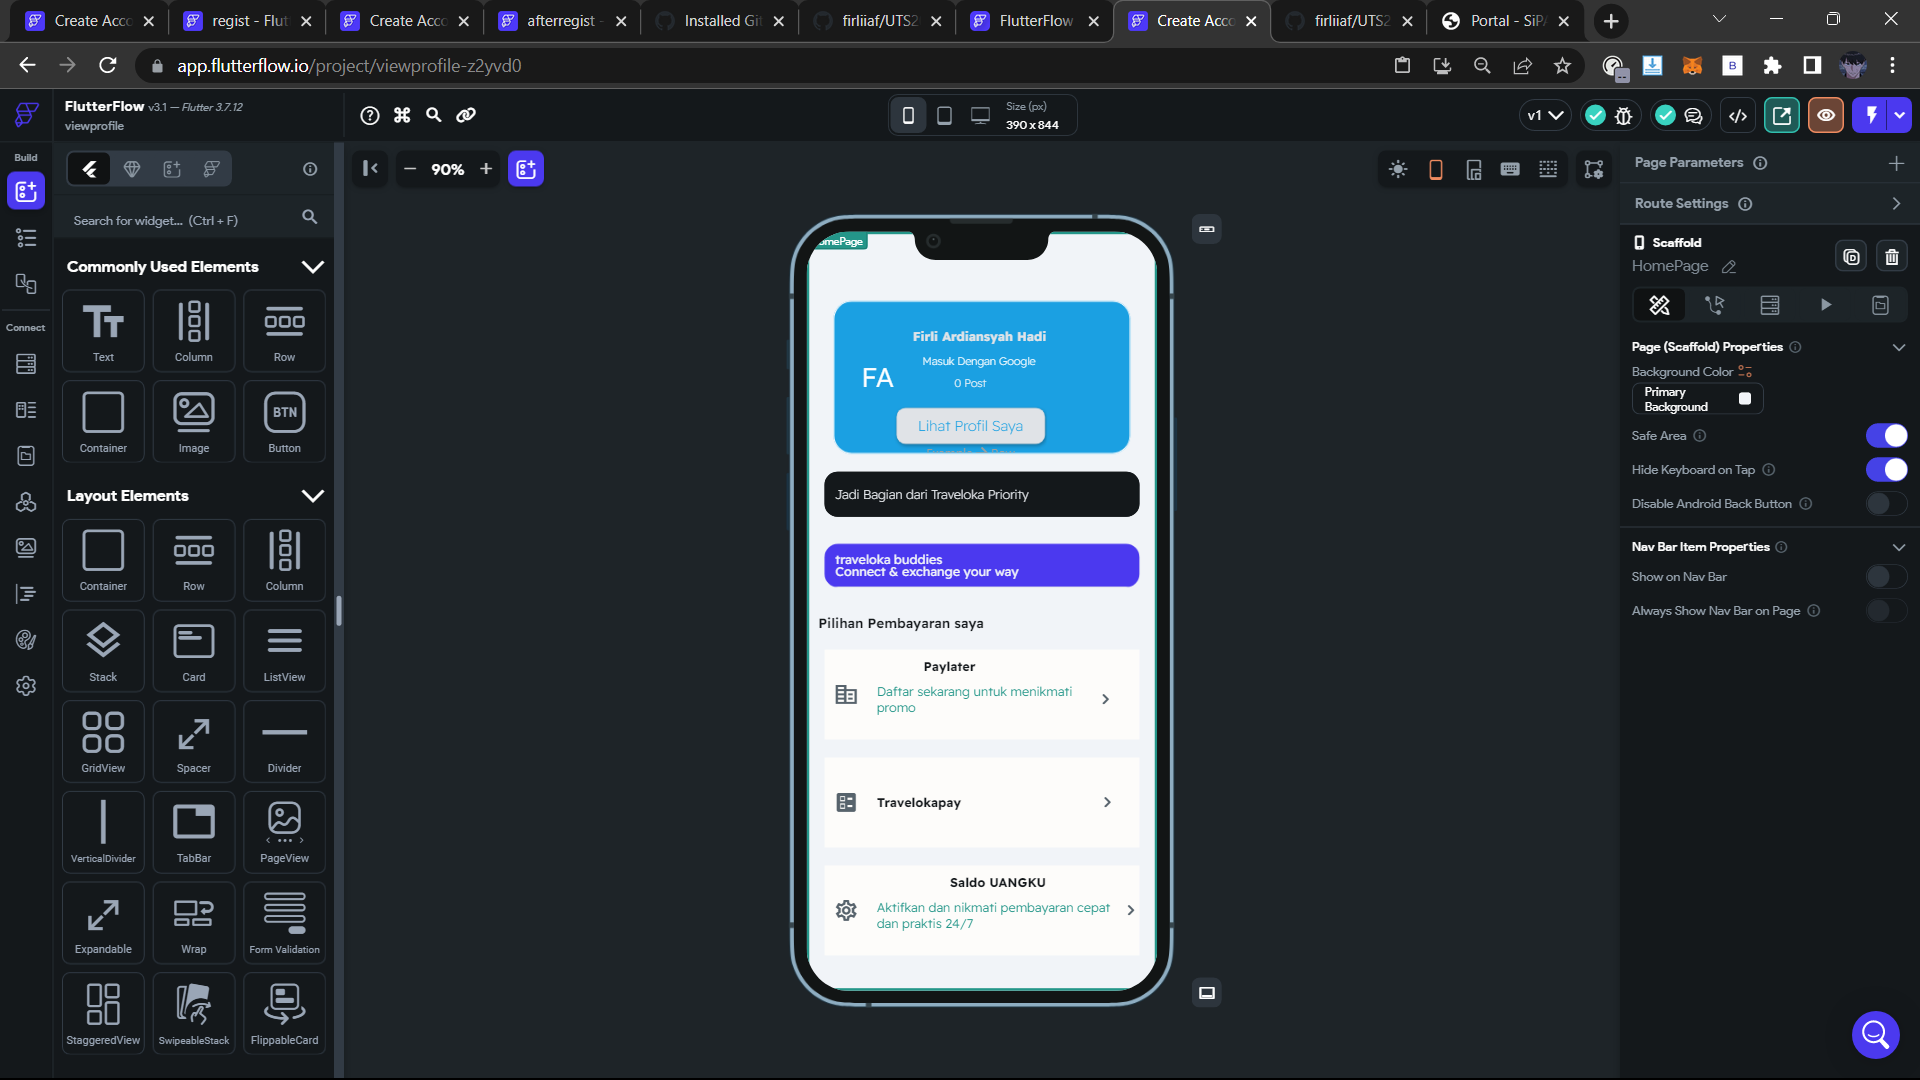 Create Acco
regist - Flut
Create Acco
afterregist -
Installed Git
firliiaf/UTS2
FlutterFlow
Create Acco
firliiaf/UTS2
Portal - SiPA
app.flutterflow.io/project/viewprofile-z2yvd0
FlutterFlow v3.1 — Flutter 3.7.12
viewprofile
Size (px)
390 x 844
v1
Build
Connect
Search for widget... (Ctrl + F)
Commonly Used Elements
Text
Column
Row
BTN
Container
Image
Button
Layout Elements
Container
Row
Column
Stack
Card
ListView
GridView
Spacer
Divider
VerticalDivider
TabBar
PageView
Expandable
Wrap
Form Validation
StaggeredView
SwipeableStack
FlippableCard
90%
omePage
Firli Ardiansyah Hadi
Masuk Dengan Google
FA
0 Post
Lihat Profil Saya
Jadi Bagian dari Traveloka Priority
traveloka buddies
Connect & exchange your way
Pilihan Pembayaran saya
Paylater
Daftar sekarang untuk menikmati
promo
Travelokapay
Saldo UANGKU
Aktifkan dan nikmati pembayaran cepat
dan praktis 24/7
Page Parameters
Route Settings
Scaffold
HomePage
Page (Scaffold) Properties
Background Color
Primary
Background
Safe Area
Hide Keyboard on Tap
Disable Android Back Button
Nav Bar Item Properties
Show on Nav Bar
Always Show Nav Bar on Page